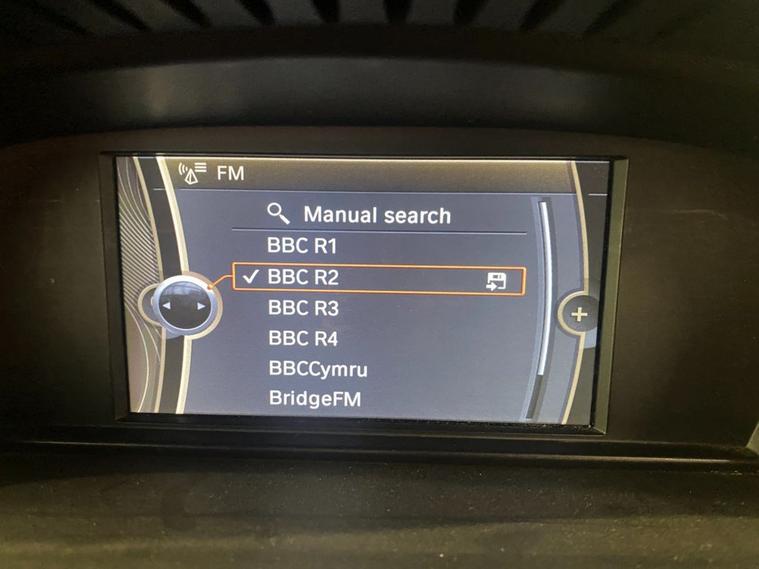 FM
Manual search
BBC R1
BBC R2
BBC R3
BBC R4
BBCCymru
BridgeFM